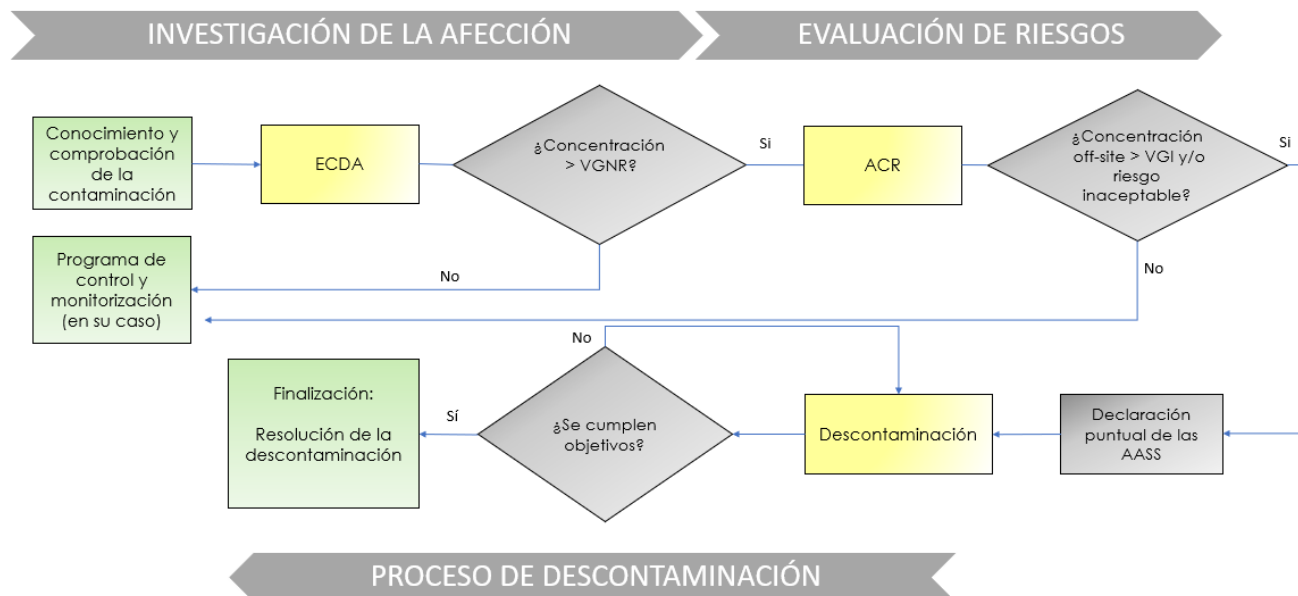 INVESTIGACIÓN DE LA AFECCIÓN
EVALUACIÓN DE RIESGOS
Conocimiento y
comprobación
de la
contaminación
ECDA
¿Concentración
> VGNR?
Si
ACR
¿Concentración
off-site > VGI y/o
riesgo
inaceptable?
Si
No
No
Programa de
control y
monitorización
(en su caso)
No
Finalización:
Resolución de la
descontaminación
Sí
¿Se cumplen
objetivos?
Descontaminación
Declaración
puntual de las
AASS
PROCESO DE DESCONTAMINACIÓN